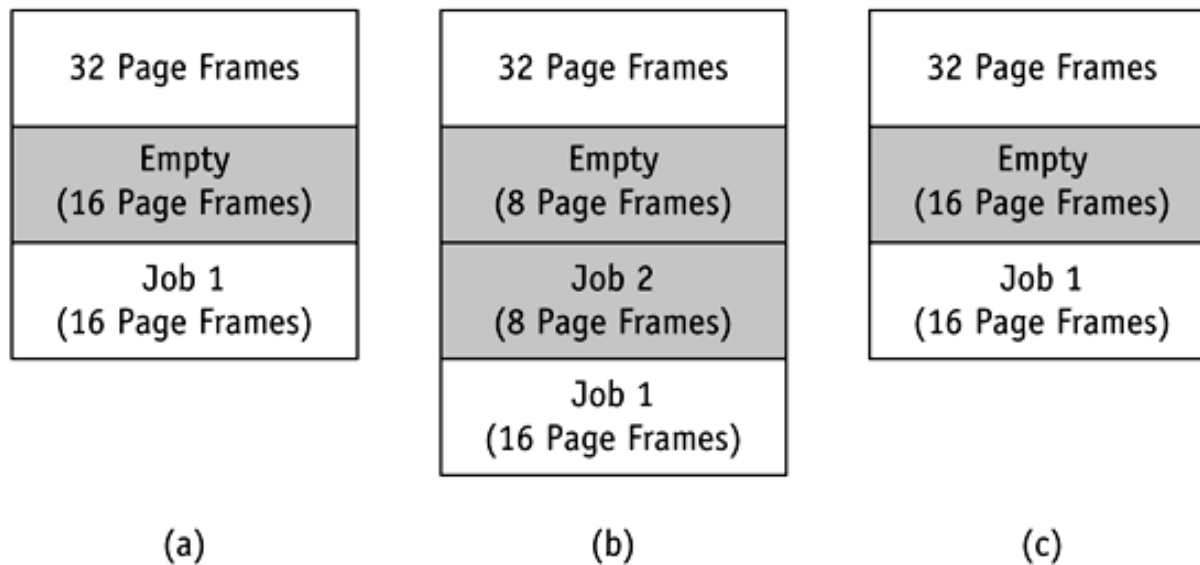 32 Page Frames
Empty
(16 Page Frames)
Job 1
(16 Page Frames)
(a)
32 Page Frames
Empty
(8 Page Frames)
Job 2
(8 Page Frames)
Job 1
(16 Page Frames)
(b)
32 Page Frames
Empty
(16 Page Frames)
Job 1
(16 Page Frames)
(c)